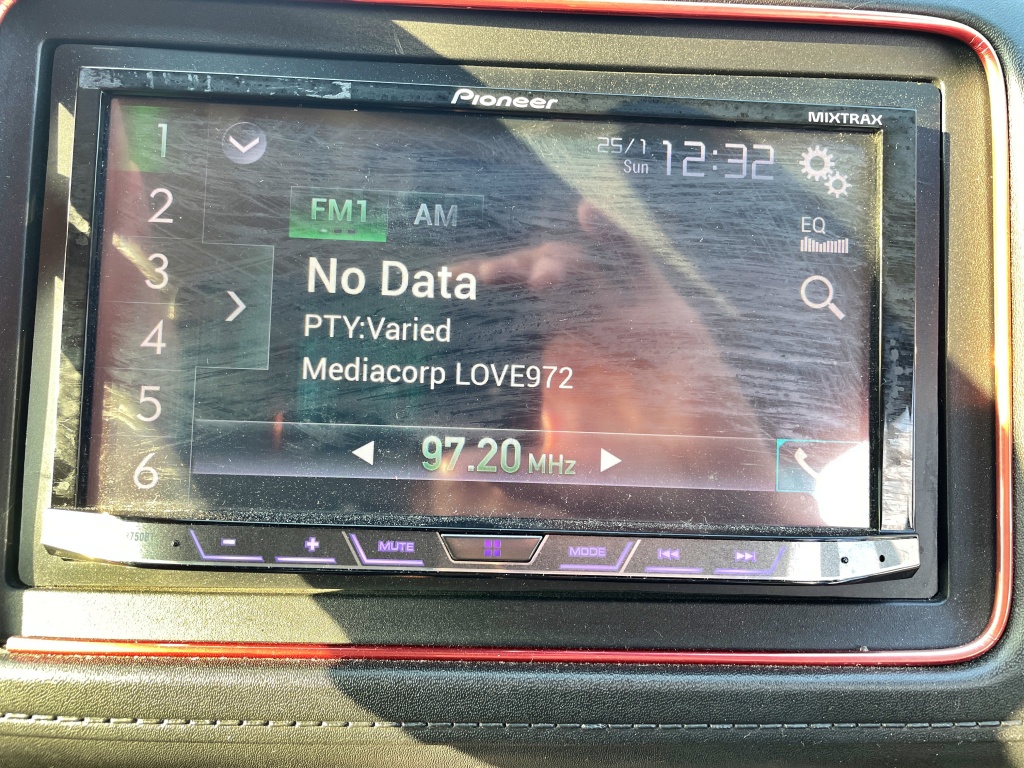 Pioneer
MIXTRAX
1
25/1
Sun
12:32
2
FM1
AM
EQ
3
No Data
PTY:Varied
4
Mediacorp LOVE972
5
97.20 MHz
6
-
+
MUTE
MODE